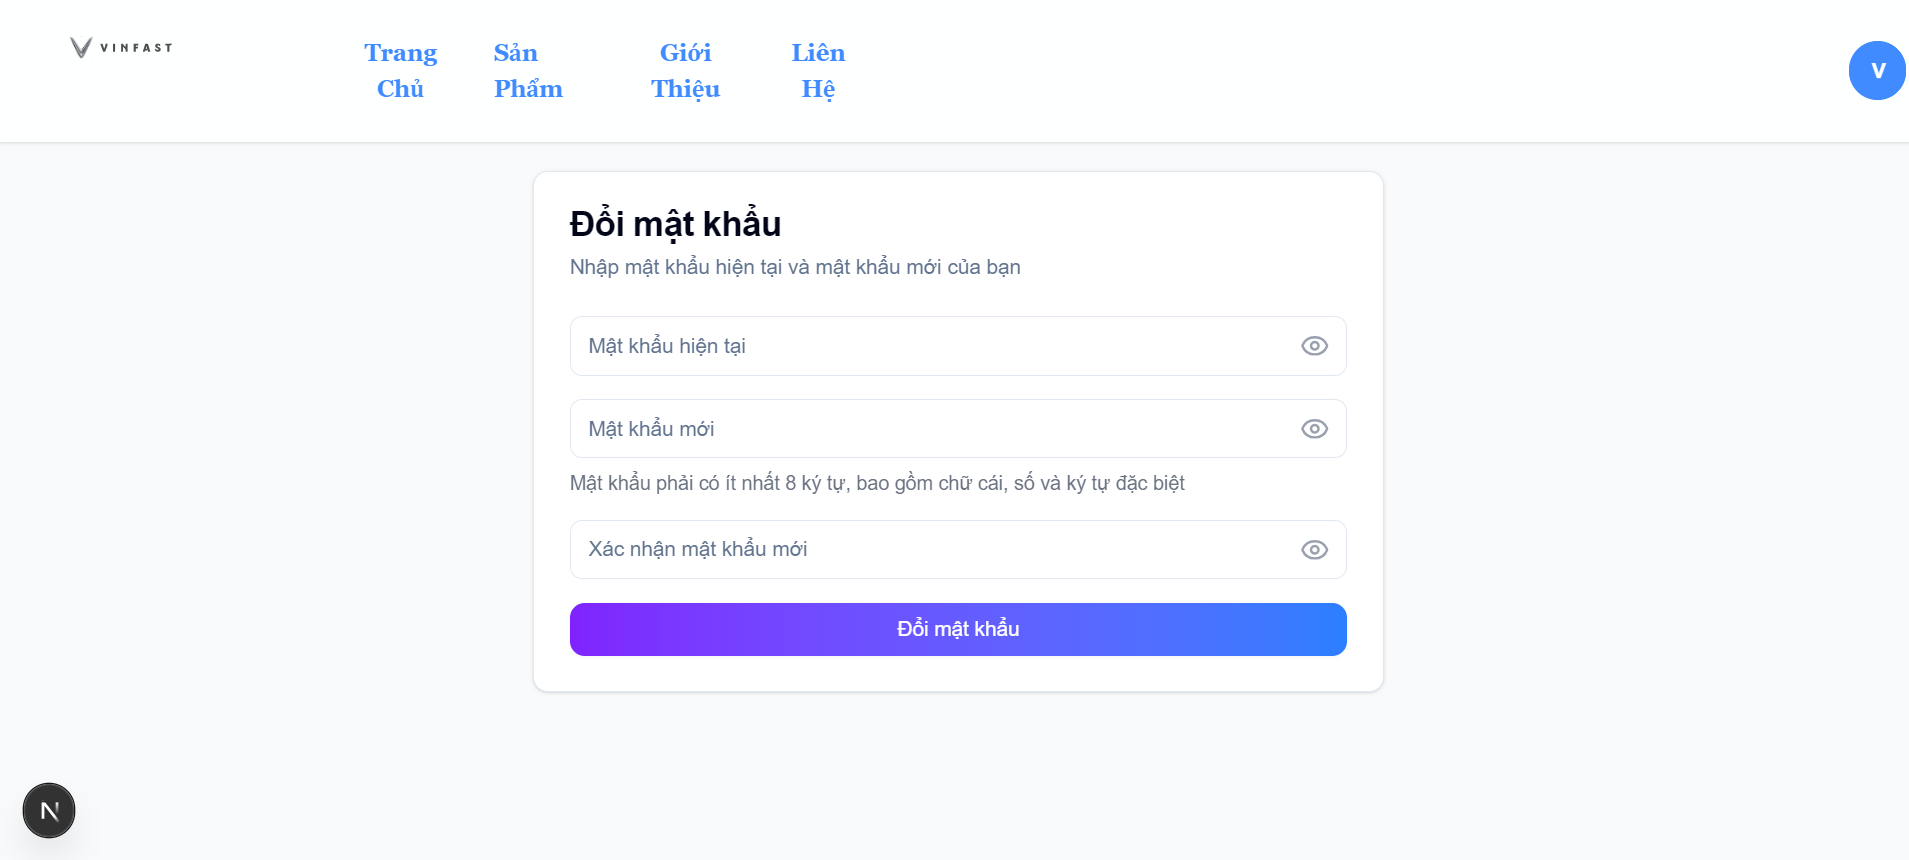 VINFAST
Trang Chủ
Sản Phẩm
Giới Thiệu
Liên Hệ
V
Đổi mật khẩu
Nhập mật khẩu hiện tại và mật khẩu mới của bạn
Mật khẩu hiện tại
Mật khẩu mới
Mật khẩu phải có ít nhất 8 ký tự, bao gồm chữ cái, số và ký tự đặc biệt
Xác nhận mật khẩu mới
Đổi mật khẩu
N